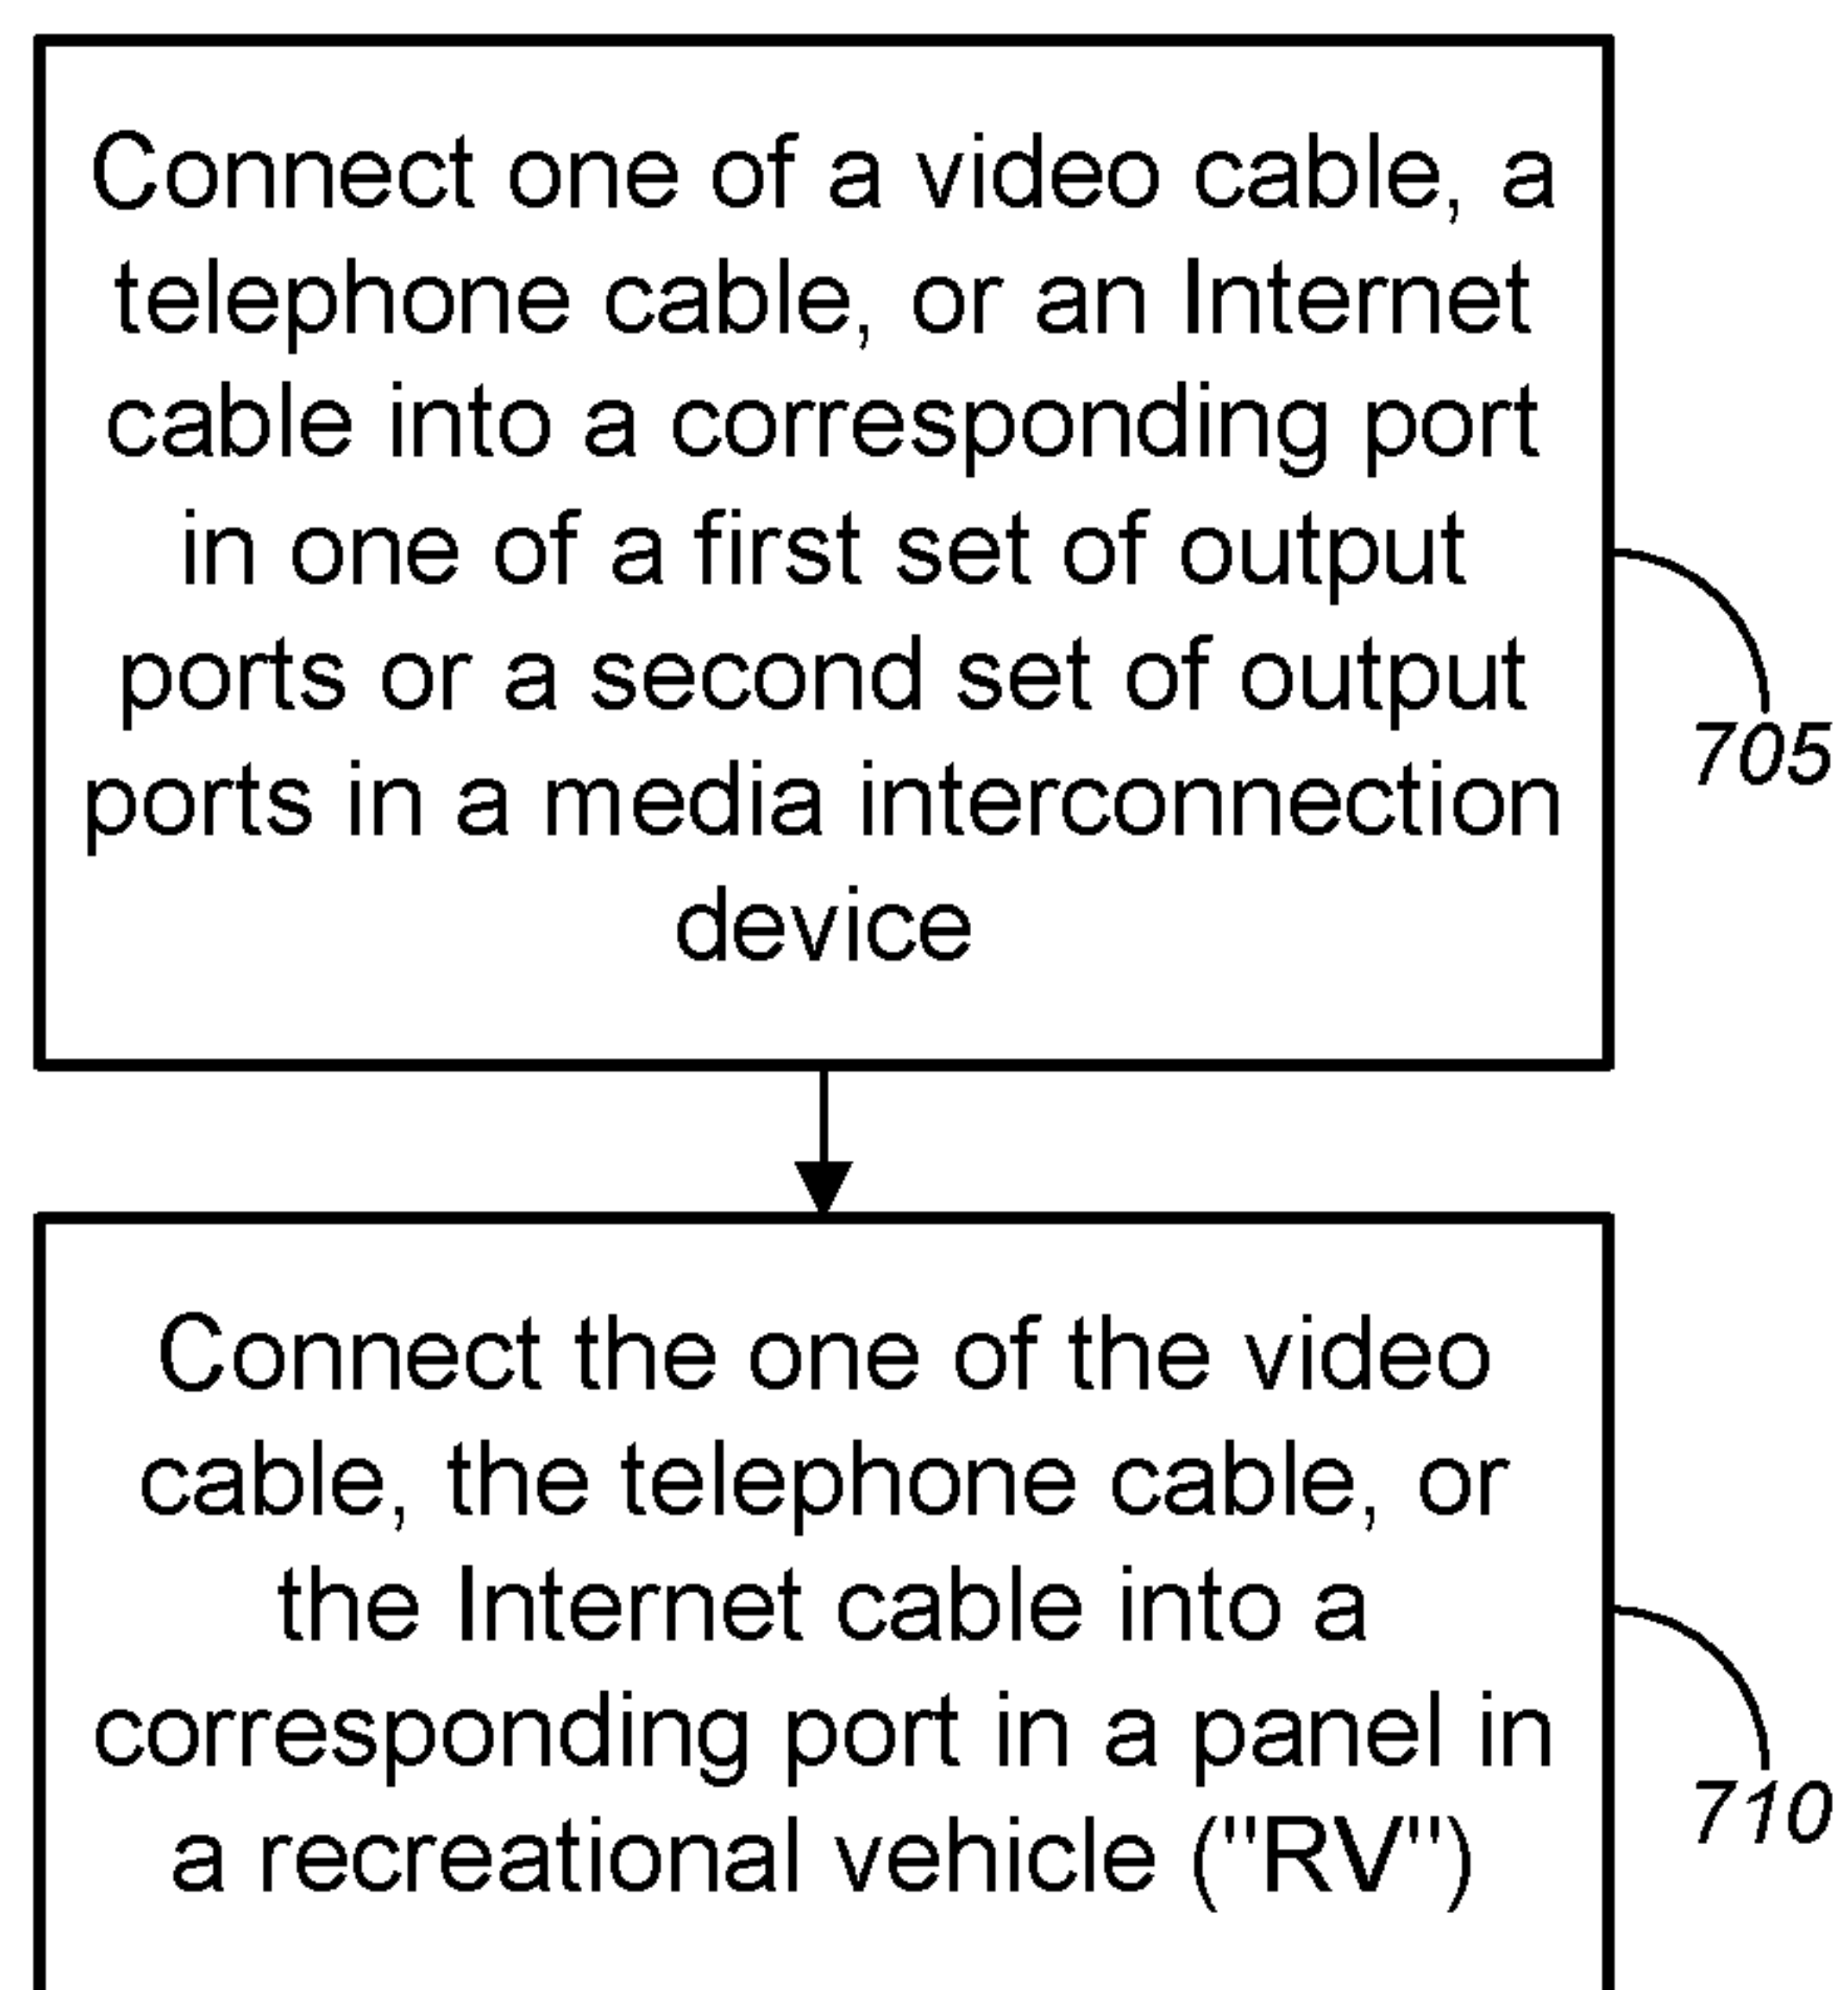 Connect one of a video cable, a
telephone cable, or an Internet
cable into a corresponding port
in one of a first set of output
ports or a second set of output
ports in a media interconnection
device
705
Connect the one of the video
cable, the telephone cable, or
the Internet cable into a
corresponding port in a panel in
a recreational vehicle ("RV")
710